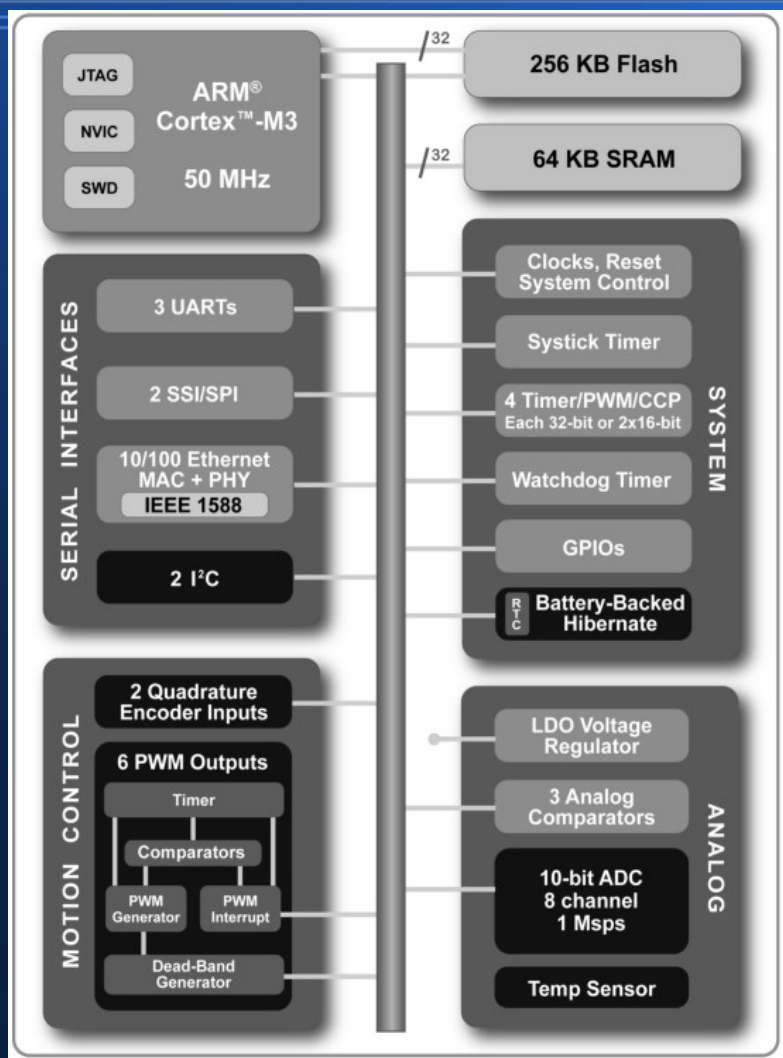 JTAG
NVIC
SWD
ARM®
Cortex™-M3
50 MHz
32
256 KB Flash
32
64 KB SRAM
SERIAL INTERFACES
3 UARTs
2 SSI/SPI
10/100 Ethernet
MAC + PHY
IEEE 1588
2 I²C
SYSTEM
Clocks, Reset
System Control
Systick Timer
4 Timer/PWM/CCP
Each 32-bit or 2x16-bit
Watchdog Timer
GPIOs
RTC
Battery-Backed
Hibernate
MOTION CONTROL
2 Quadrature
Encoder Inputs
6 PWM Outputs
Timer
Comparators
PWM
Generator
PWM
Interrupt
Dead-Band
Generator
ANALOG
LDO Voltage
Regulator
3 Analog
Comparators
10-bit ADC
8 channel
1 Msps
Temp Sensor